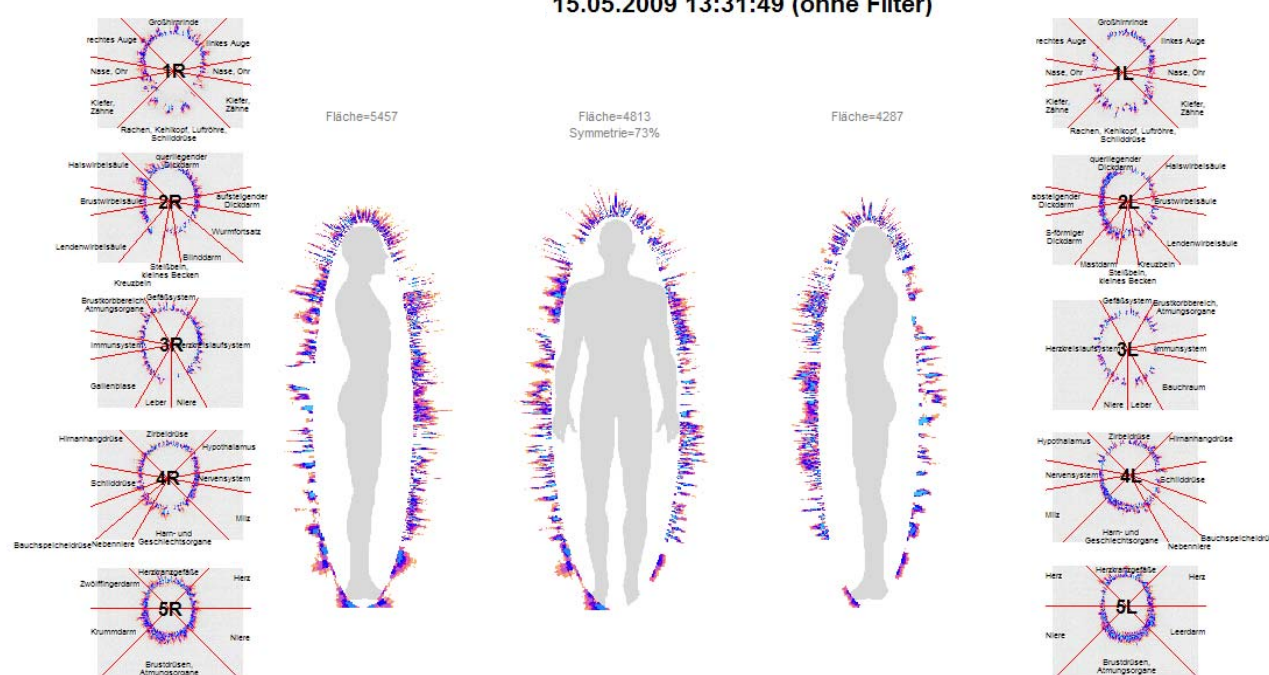 15.05.2009 13:31:49 (ohne Filter)
Großhirnrinde
rechtes Auge
linkes Auge
Nase, Ohr
1R
Nase, Ohr
Kiefer,
Zähne
Kiefer,
Zähne
Rachen, Kehlkopf, Luftröhre,
Schilddrüse
querliegender
Dickdarm
Halswirbelsäule
Brustwirbelsäule
2R
aufsteigender
Dickdarm
Wurmfortsatz
Lendenwirbelsäule
Blinddarm
Steißbein,
kleines Becken
Kreuzbein
Gefäßsystem
Brustkorbbereich,
Atmungsorgane
Immunsystem
3R
Herzkreislaufsystem
Gallenblase
Leber
Niere
Zirbeldrüse
Hirnanhangdrüse
Hypothalamus
Schilddrüse
4R
Nervensystem
Milz
Harn- und
Geschlechtsorgane
Bauchspeicheldrüse
Nebenniere
Herzkranzgefäße
Zwölffingerdarm
Herz
5R
Krummdarm
Niere
Brustdrüsen,
Atmungsorgane
Fläche=5457
Fläche=4813
Symmetrie=73%
Fläche=4287
Großhirnrinde
rechtes Auge
linkes Auge
Nase, Ohr
1L
Nase, Ohr
Kiefer,
Zähne
Kiefer,
Zähne
Rachen, Kehlkopf, Luftröhre,
Schilddrüse
querliegender
Dickdarm
Halswirbelsäule
absteigender
Dickdarm
2L
Brustwirbelsäule
S-förmiger
Dickdarm
Lendenwirbelsäule
Mastdarm
Kreuzbein
Steißbein,
kleines Becken
Gefäßsystem
Brustkorbbereich,
Atmungsorgane
Herzkreislaufsystem
3L
Immunsystem
Bauchraum
Niere
Leber
Zirbeldrüse
Hypothalamus
Hirnanhangdrüse
Nervensystem
4L
Schilddrüse
Milz
Harn- und
Geschlechtsorgane
Nebenniere
Bauchspeicheldrü
Herzkranzgefäße
Herz
Herz
5L
Niere
Leerdarm
Brustdrüsen,
Atmungsorgane